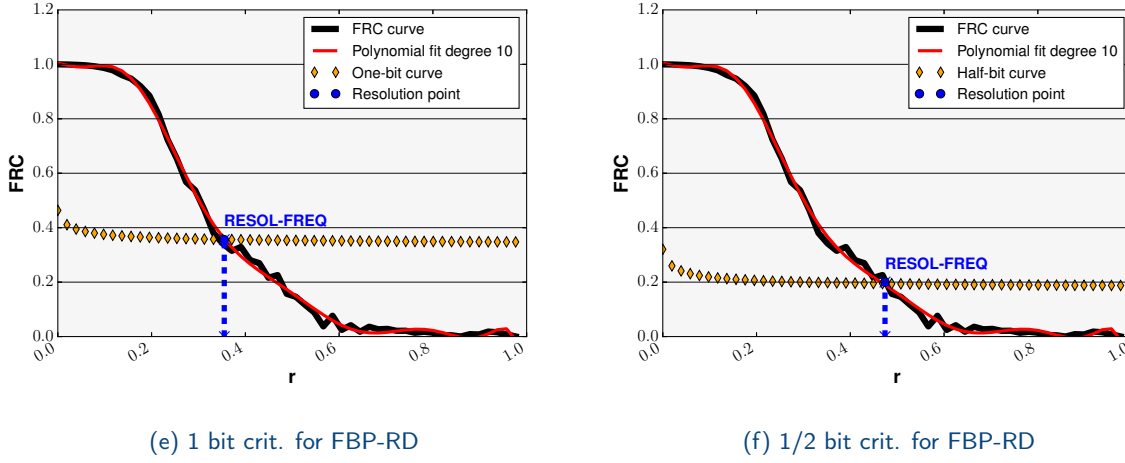 1.2
1.0
0.8
0.6
0.4
0.2
0.0
FRC
0.0
0.2
0.4
0.6
0.8
1.0
r
FRC curve
Polynomial fit degree 10
One-bit curve
Resolution point
RESOL-FREQ
(e) 1 bit crit. for FBP-RD
1.2
1.0
0.8
0.6
0.4
0.2
0.0
FRC
0.0
0.2
0.4
0.6
0.8
1.0
r
FRC curve
Polynomial fit degree 10
Half-bit curve
Resolution point
RESOL-FREQ
(f) 1/2 bit crit. for FBP-RD